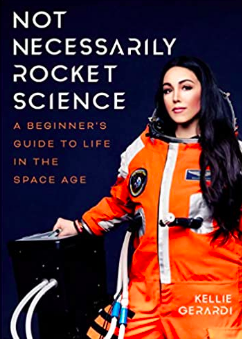 NOT
NECESSARILY
ROCKET
SCIENCE
A BEGINNER'S
GUIDE TO LIFE
IN THE
SPACE AGE
KELLIE
GERARDI